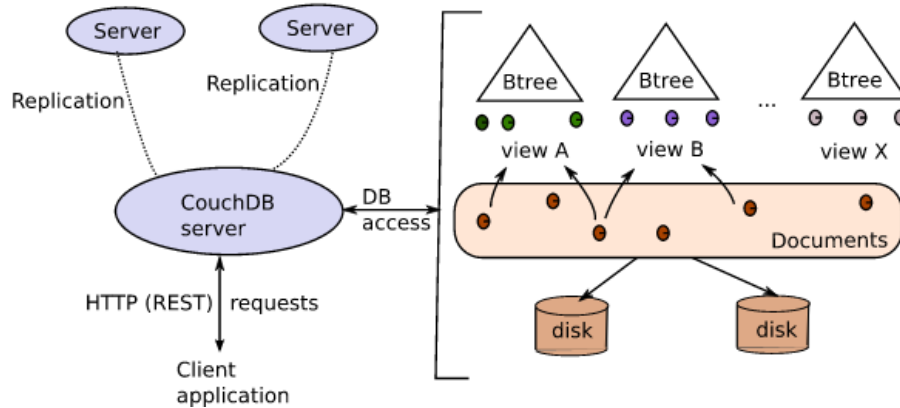 Server
Server
Replication
Replication
CouchDB
server
DB
access
HTTP (REST)
requests
Client
application
Btree
Btree
Btree
...
view A
view B
view X
Documents
disk
disk